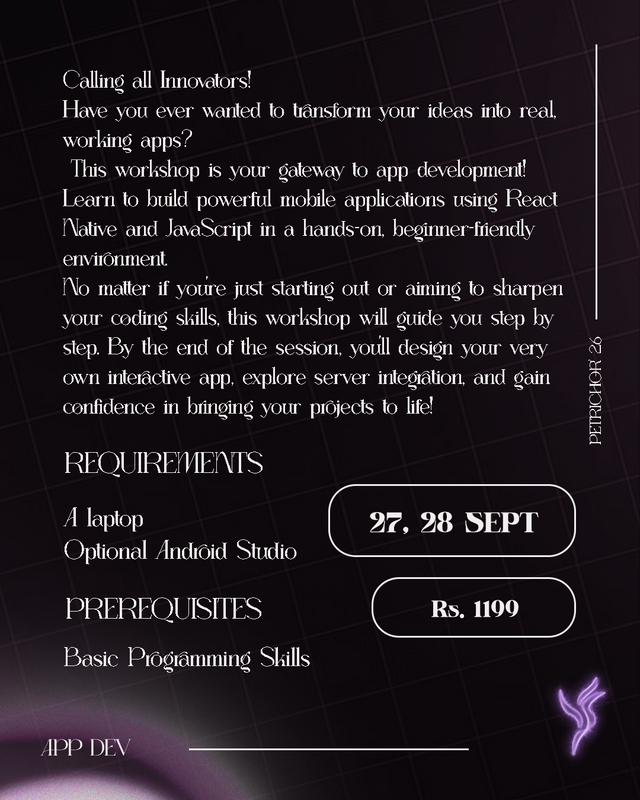 Calling all Innovators!
Have you ever wanted to transform your ideas into real,
working apps?
This workshop is your gateway to app development!
Learn to build powerful mobile applications using React
Native and JavaScript in a hands-on, beginner-friendly
environment.
No matter if you're just starting out or aiming to sharpen
your coding skills, this workshop will guide you step by
step. By the end of the session, you'll design your very
own interactive app, explore server integration, and gain
confidence in bringing your projects to life!
PETRICHOR '26
REQUIREMENTS
A laptop
Optional Android Studio
27, 28 SEPT
PREREQUISITES
Rs. 1199
Basic Programming Skills
APP DEV